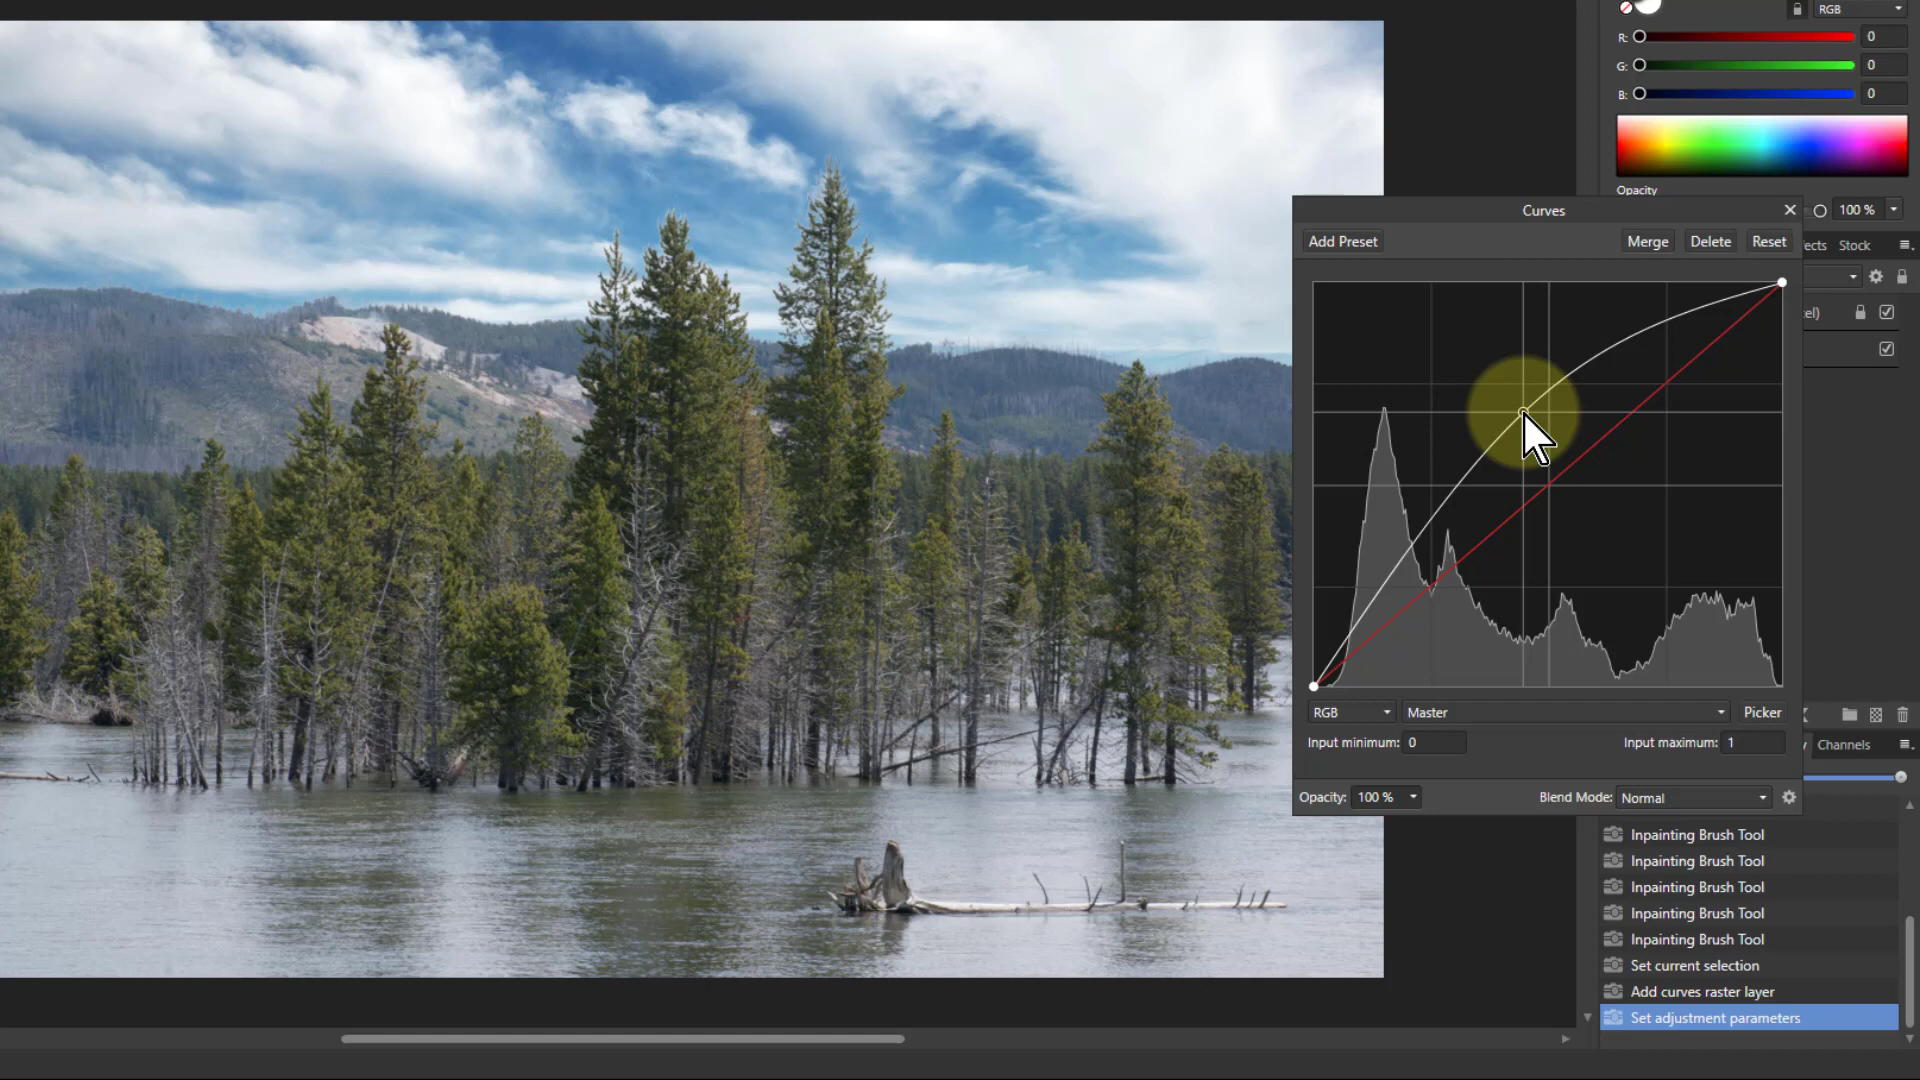 RGB
R: 0
G: 0
B: 0
Opacity
100 %
Curves
Add Preset Merge Delete Reset
Stock
RGB Master Picker
Input minimum: 0 Input maximum: 1
Channels
Opacity: 100 % Blend Mode: Normal
Inpainting Brush Tool
Inpainting Brush Tool
Inpainting Brush Tool
Inpainting Brush Tool
Inpainting Brush Tool
Set current selection
Add curves raster layer
Set adjustment parameters